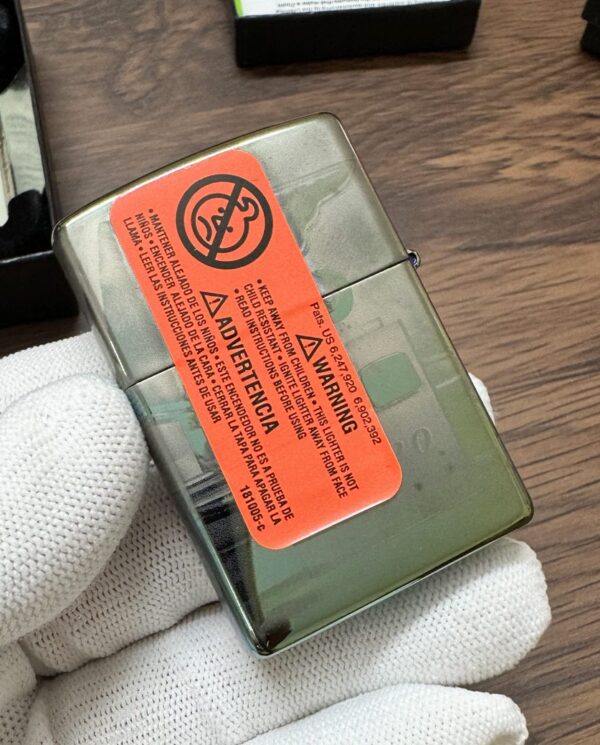 • MANTENER ALEJADO DE LOS
NIÑOS • ESTE ENCENDEDOR NO ES A PRUEBA DE
NIÑOS • ENCENDER ALEJADO DE LA CARA • CERRAR LA TAPA PARA APAGAR LA
LLAMA • LEER LAS INSTRUCCIONES ANTES DE USAR
⚠ADVERTENCIA
181005-C
Pats. US 6,247,920 6,902,392
⚠WARNING
• KEEP AWAY FROM CHILDREN • THIS LIGHTER IS NOT
CHILD RESISTANT • IGNITE LIGHTER AWAY FROM FACE
• READ INSTRUCTIONS BEFORE USING